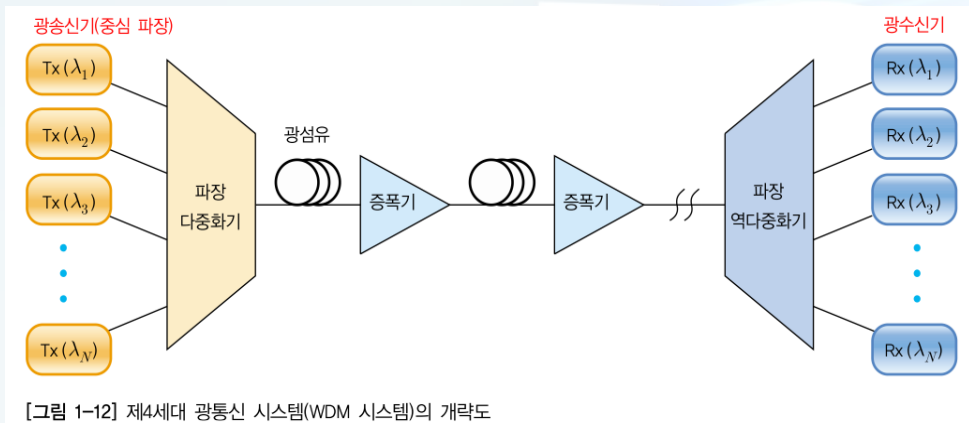 광송신기(중심 파장)
광수신기
Tx(λ₁)
Rx(λ₁)
Tx(λ₂)
Rx(λ₂)
광섬유
Tx(λ₃)
파장
다중화기
증폭기
증폭기
파장
역다중화기
Rx(λ₃)
Tx(λ_N)
Rx(λ_N)
[그림 1-12] 제4세대 광통신 시스템(WDM 시스템)의 개략도